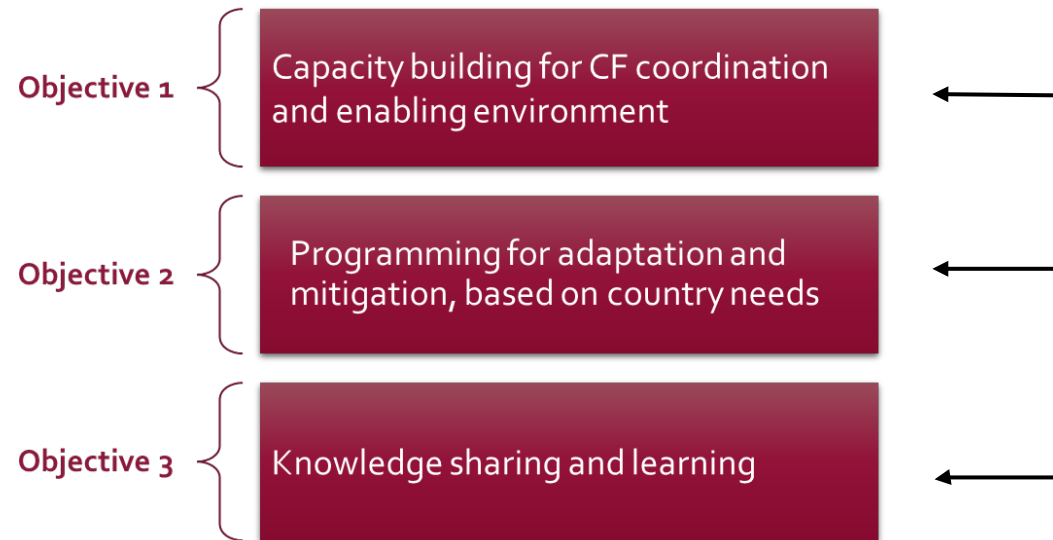 Objective 1
Capacity building for CF coordination
and enabling environment
Objective 2
Programming for adaptation and
mitigation, based on country needs
Objective 3
Knowledge sharing and learning